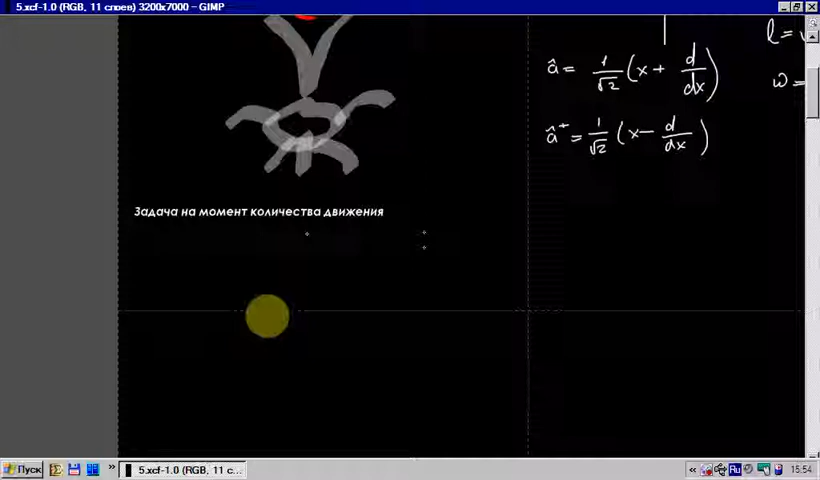 5.xcf-1.0 (RGB, 11 слоев) 3200x7000 – GIMP
l =
â = 1/√2 (x + d/dx)
w =
â⁺ = 1/√2 (x − d/dx)
Задача на момент количества движения
Пуск
»
5.xcf-1.0 (RGB, 11 с...
«
Ru
15:54